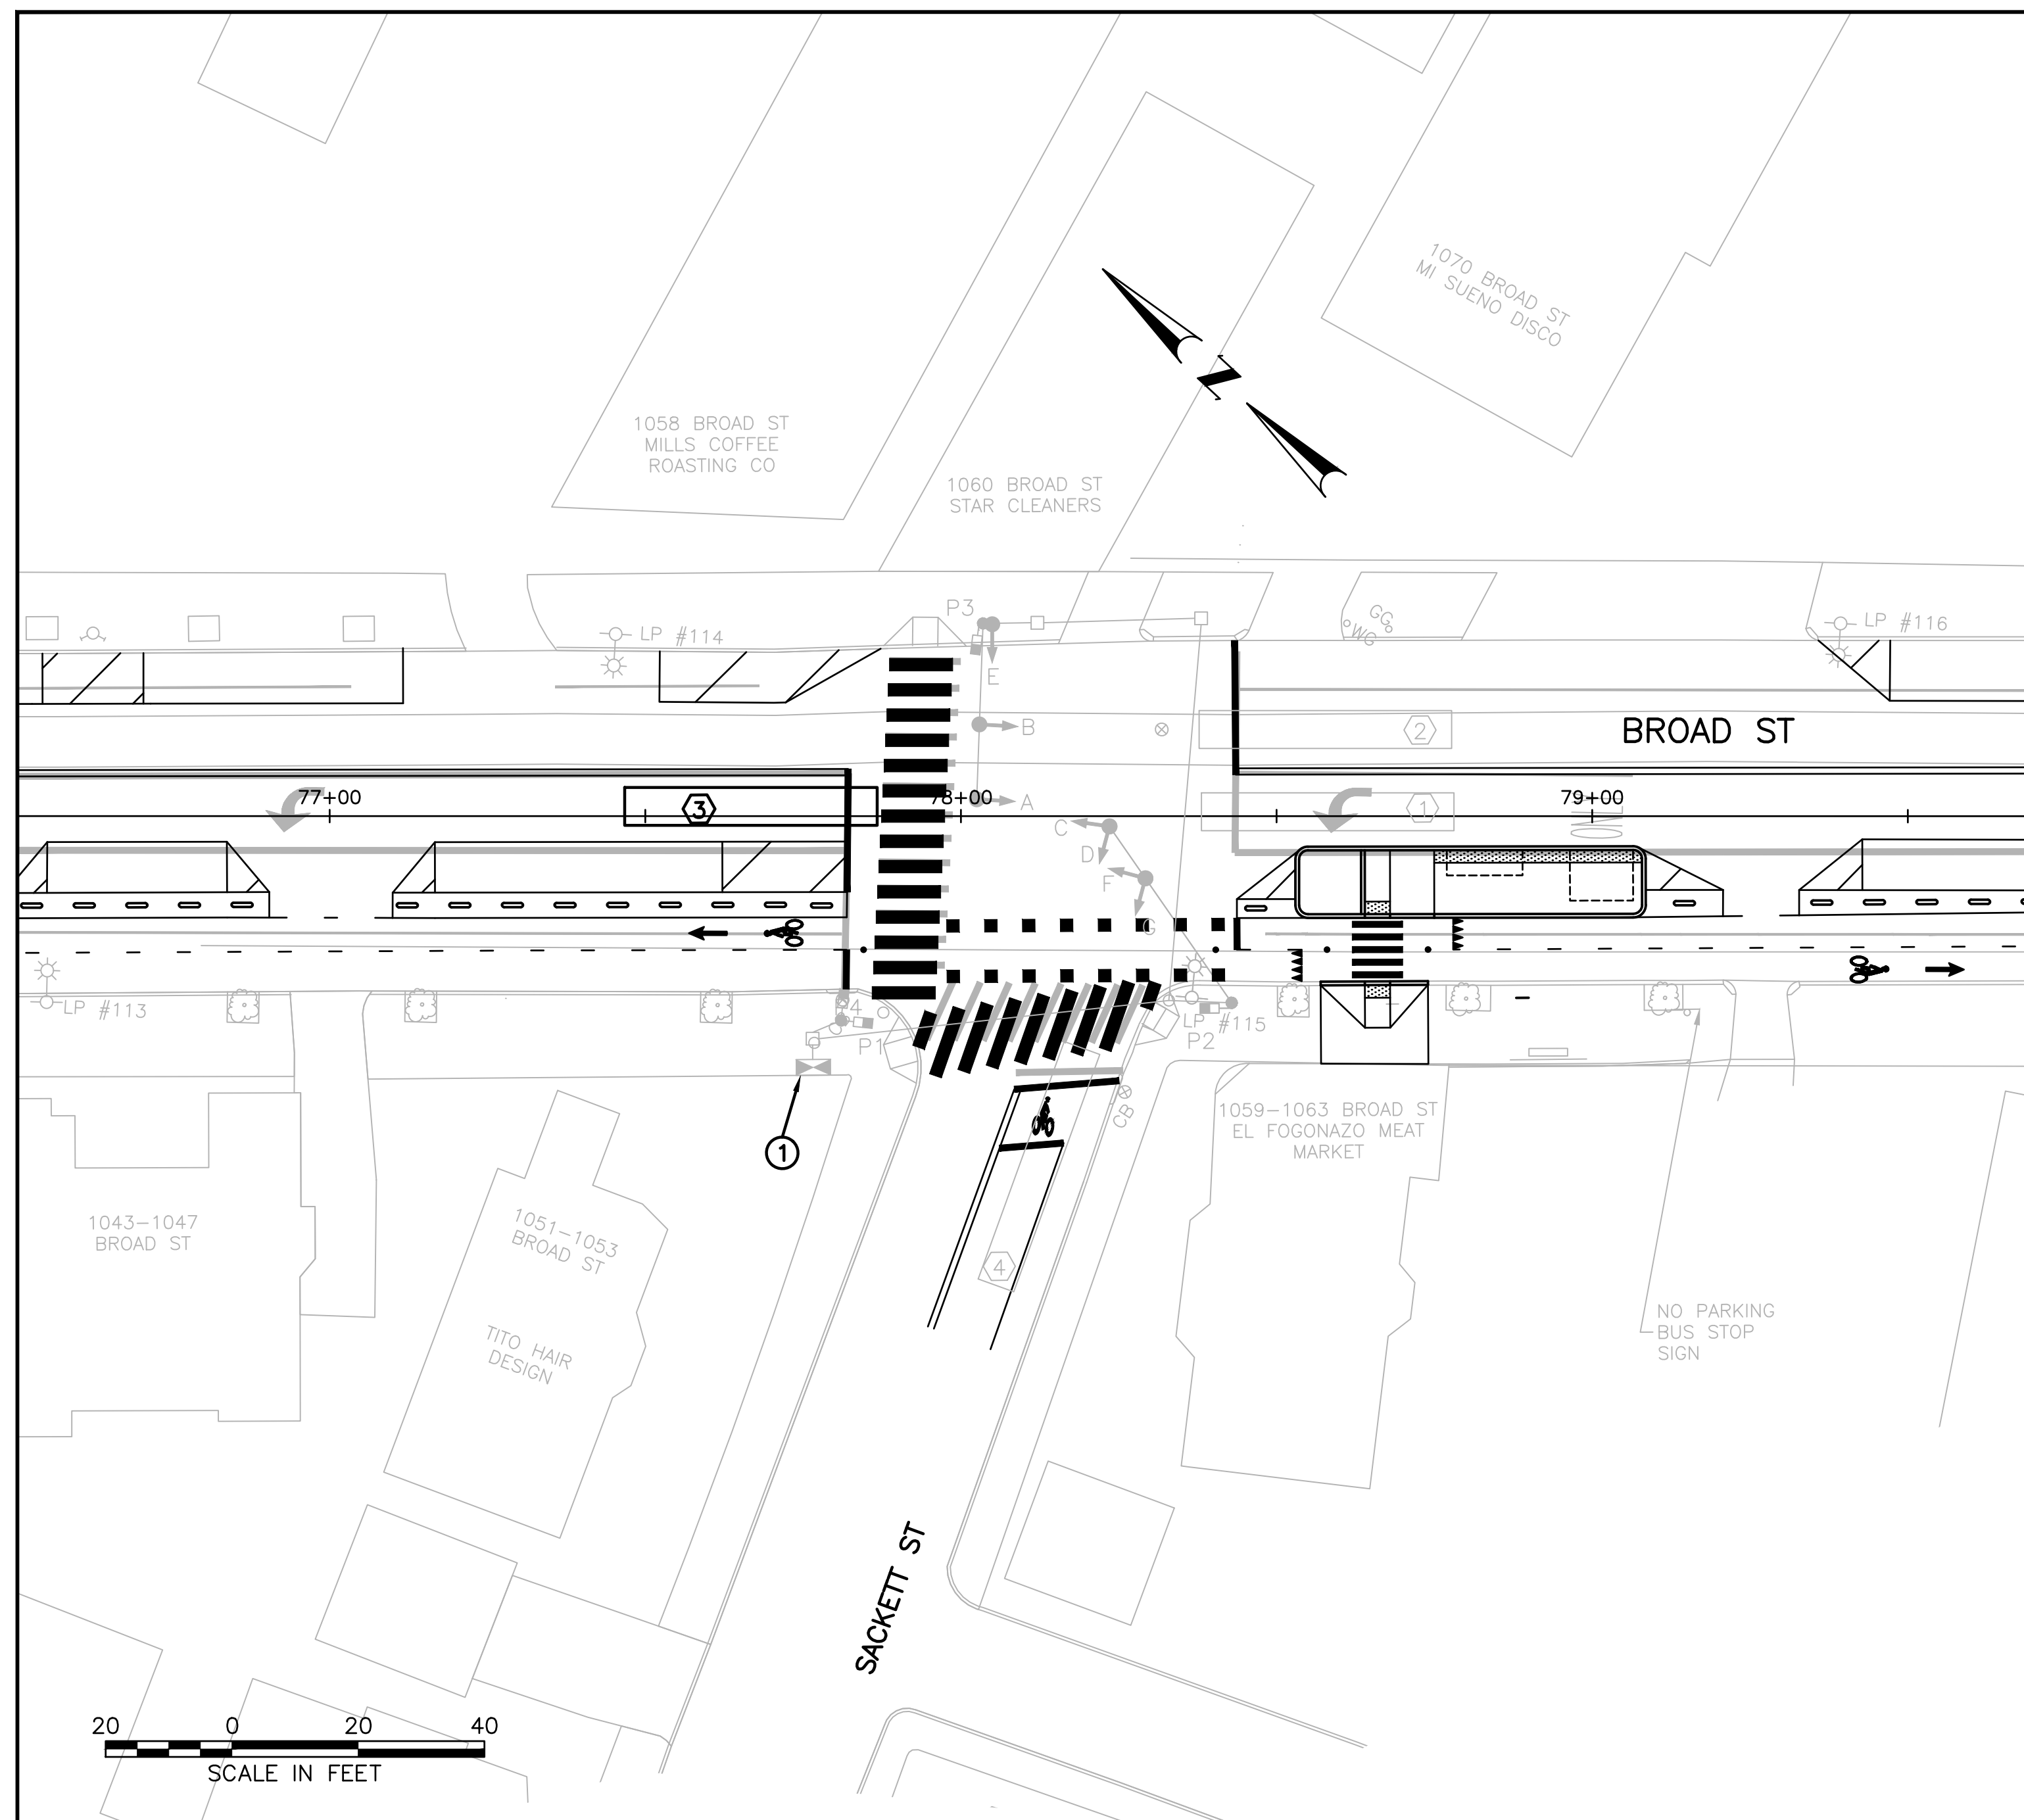 1070 BROAD ST
MI SUENO DISCO
N
1058 BROAD ST
MILLS COFFEE
ROASTING CO
1060 BROAD ST
STAR CLEANERS
P3
LP #114
E
GG
WG
LP #116
B
2
BROAD ST
77+00
3
78+00
A
1
79+00
C
D
F
G
LP #113
P4
P1
LP #115
P2
CB
1
1059-1063 BROAD ST
EL FOGONAZO MEAT
MARKET
1043-1047
BROAD ST
1051-1053
BROAD ST
4
TITO HAIR
DESIGN
NO PARKING
BUS STOP
SIGN
SACKETT ST
20 0 20 40
SCALE IN FEET